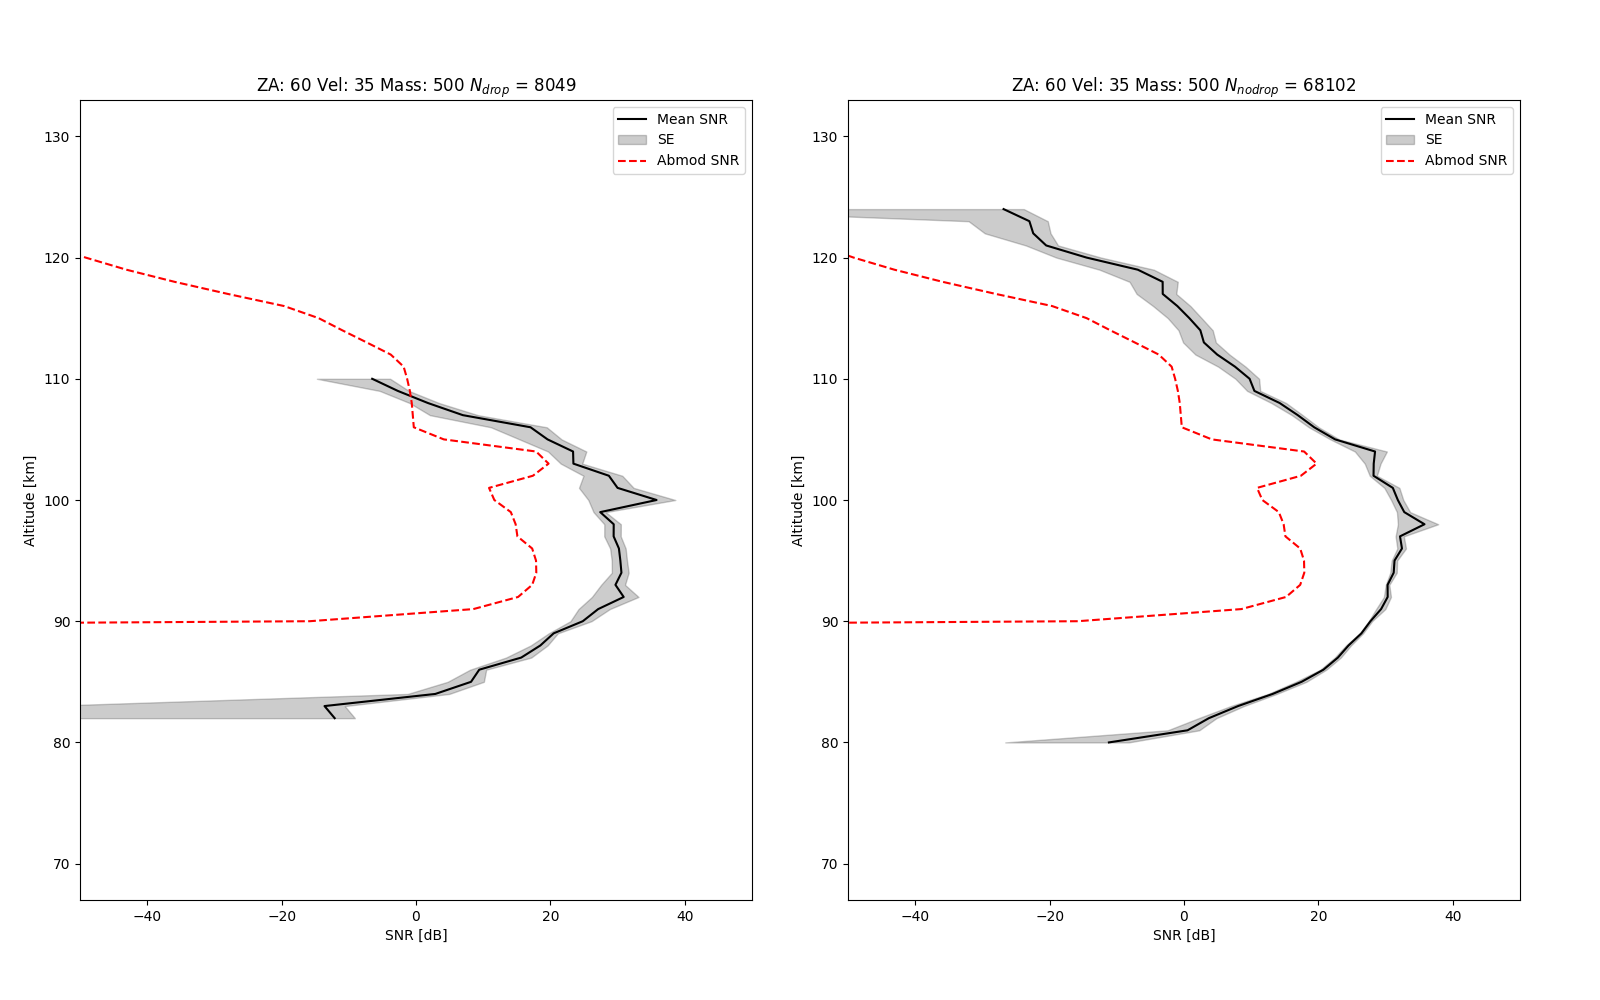 ZA: 60 Vel: 35 Mass: 500 N_drop = 8049
Mean SNR
SE
Abmod SNR
130
120
110
100
90
80
70
Altitude [km]
−40
−20
0
20
40
SNR [dB]
ZA: 60 Vel: 35 Mass: 500 N_nodrop = 68102
Mean SNR
SE
Abmod SNR
130
120
110
100
90
80
70
Altitude [km]
−40
−20
0
20
40
SNR [dB]